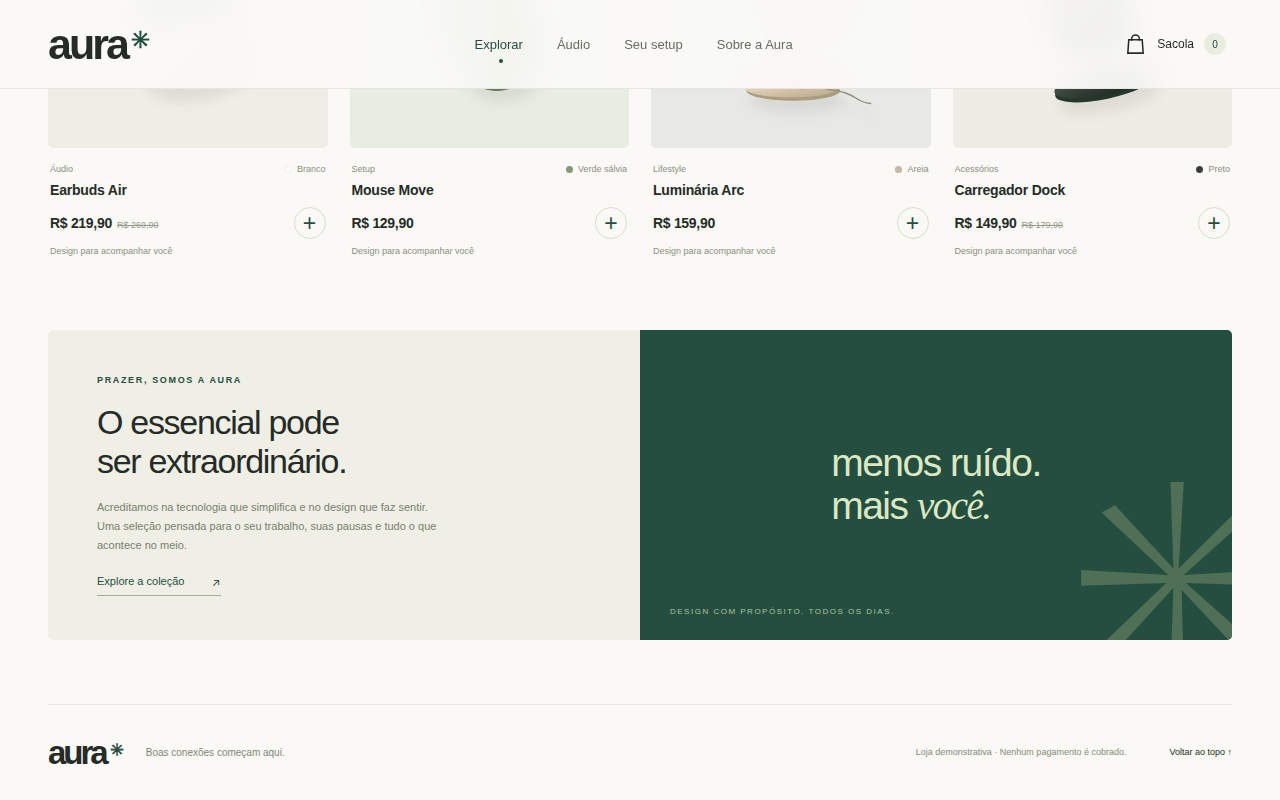 aura
Explorar
Áudio
Seu setup
Sobre a Aura
Sacola
0
Áudio
Branco
Earbuds Air
R$ 219,90 R$ 269,90
+
Design para acompanhar você
Setup
Verde sálvia
Mouse Move
R$ 129,90
+
Design para acompanhar você
Lifestyle
Areia
Luminária Arc
R$ 159,90
+
Design para acompanhar você
Acessórios
Preto
Carregador Dock
R$ 149,90 R$ 179,90
+
Design para acompanhar você
PRAZER, SOMOS A AURA
O essencial pode
ser extraordinário.
Acreditamos na tecnologia que simplifica e no design que faz sentir.
Uma seleção pensada para o seu trabalho, suas pausas e tudo o que
acontece no meio.
Explore a coleção
menos ruído.
mais você.
DESIGN COM PROPÓSITO. TODOS OS DIAS.
aura
Boas conexões começam aqui.
Loja demonstrativa · Nenhum pagamento é cobrado.
Voltar ao topo ↑